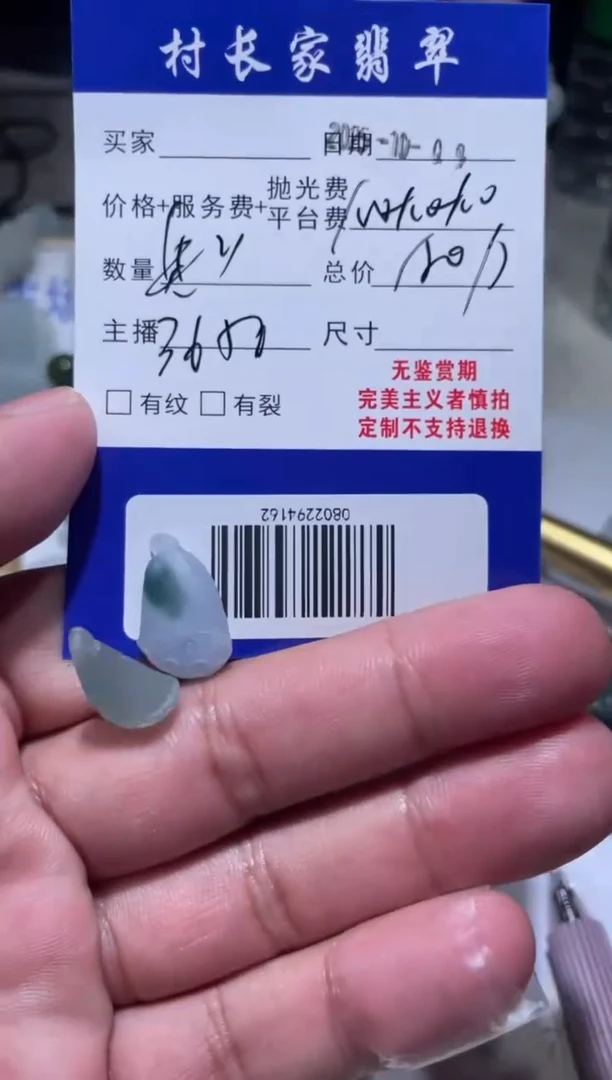 村长家翡翠
买家 日期
价格+服务费+抛光费平台费
数量 总价
主播 尺寸
无鉴赏期
□有纹 □有裂 完美主义者慎拍
定制不支持退换
0802294162